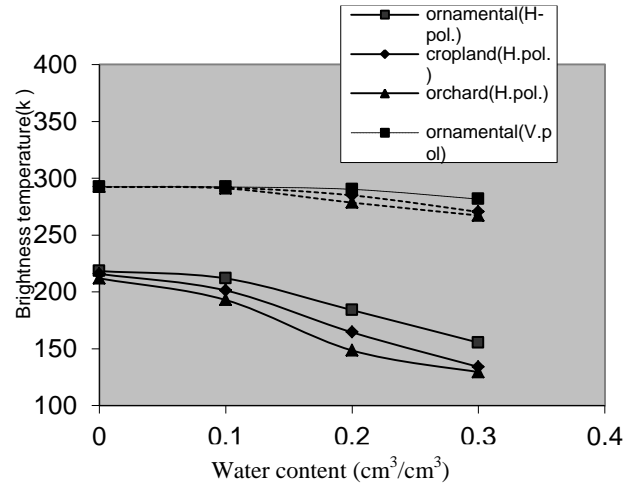 ornamental(H-
pol.)
cropland(H.pol.
)
orchard(H.pol.)
ornamental(V.p
ol)
400
350
300
250
200
150
100
Brightness temperature(k )
0 0.1 0.2 0.3 0.4
Water content (cm³/cm³)